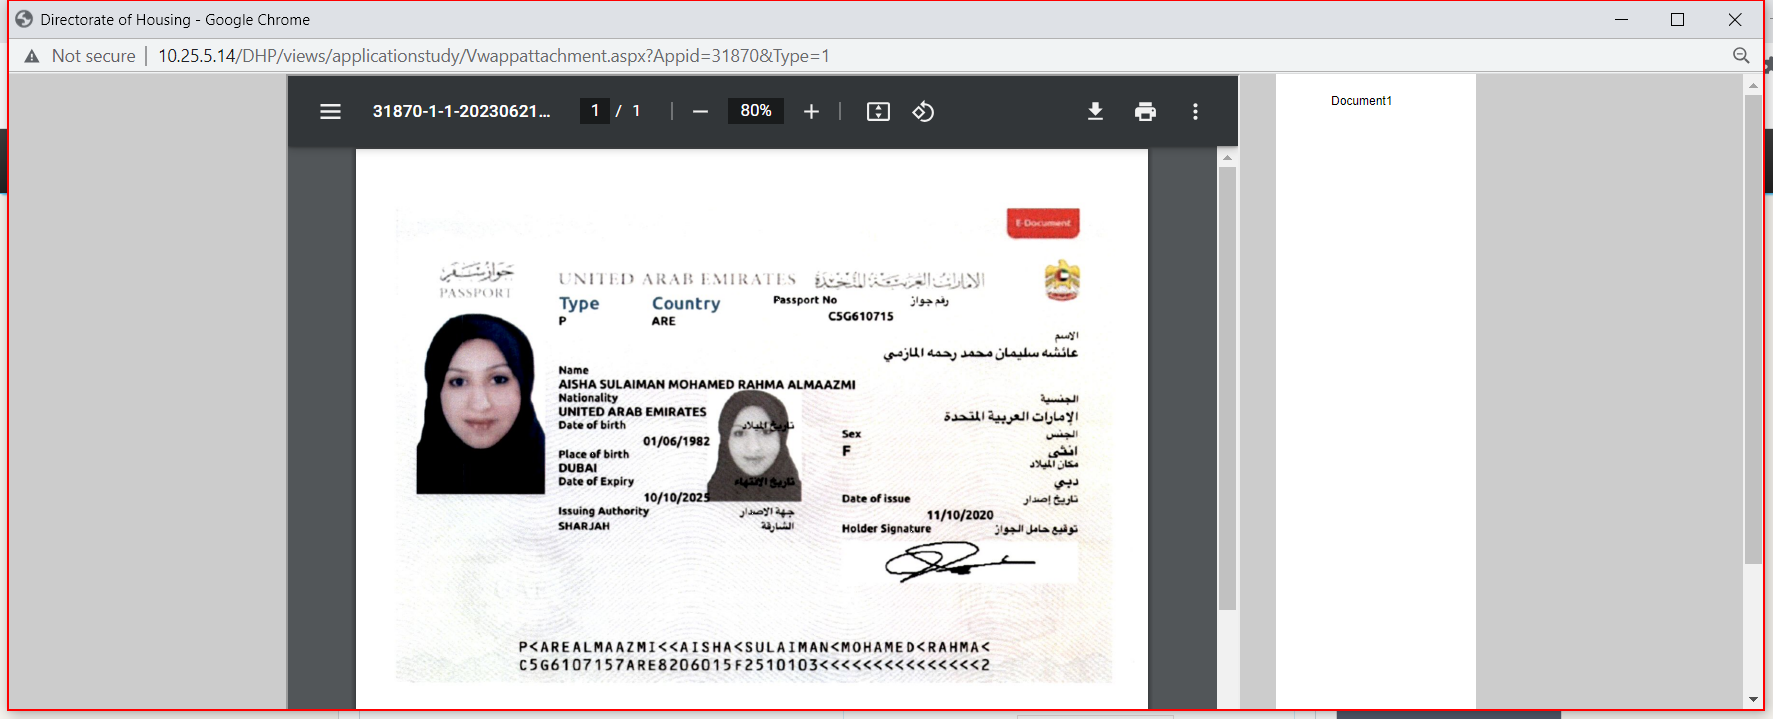 Directorate of Housing - Google Chrome
Not secure | 10.25.5.14/DHP/views/applicationstudy/Vwappattachment.aspx?Appid=31870&Type=1
31870-1-1-20230621... 1 / 1 80%
Document1
E-Document
جواز سفر
PASSPORT
UNITED ARAB EMIRATES الإمارات العربية المتحدة
Type Country Passport No رقم جواز
P ARE C5G610715
الاسم
عائشه سليمان محمد رحمه المازمي
Name
AISHA SULAIMAN MOHAMED RAHMA ALMAAZMI
Nationality الجنسية
UNITED ARAB EMIRATES الإمارات العربية المتحدة
Date of birth تاريخ الميلاد Sex الجنس
01/06/1982 F انثى
Place of birth مكان الميلاد
DUBAI دبي
Date of Expiry تاريخ الانتهاء
10/10/2025 Date of issue تاريخ إصدار
11/10/2020
Issuing Authority جهة الاصدار
SHARJAH الشارقة
Holder Signature توقيع حامل الجواز
P<AREALMAAZMI<<AISHA<SULAIMAN<MOHAMED<RAHMA<
C5G6107157ARE8206015F2510103<<<<<<<<<<<<<<<2